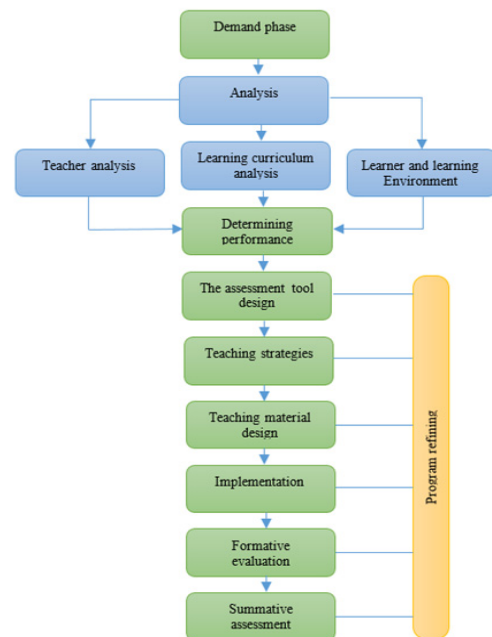 Demand phase
Analysis
Teacher analysis
Learning curriculum
analysis
Learner and learning
Environment
Determining
performance
The assessment tool
design
Teaching strategies
Teaching material
design
Implementation
Formative
evaluation
Summative
assessment
Program refining